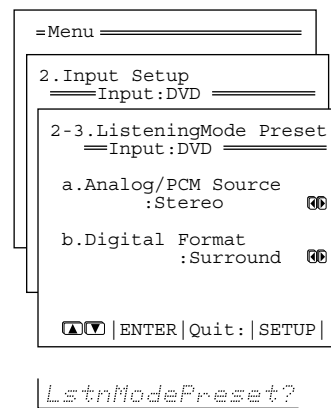 Menu
2.Input Setup
Input:DVD
2-3.ListeningMode Preset
Input:DVD
a.Analog/PCM Source
:Stereo
b.Digital Format
:Surround
|ENTER|Quit:|SETUP|
LstnModePreset?